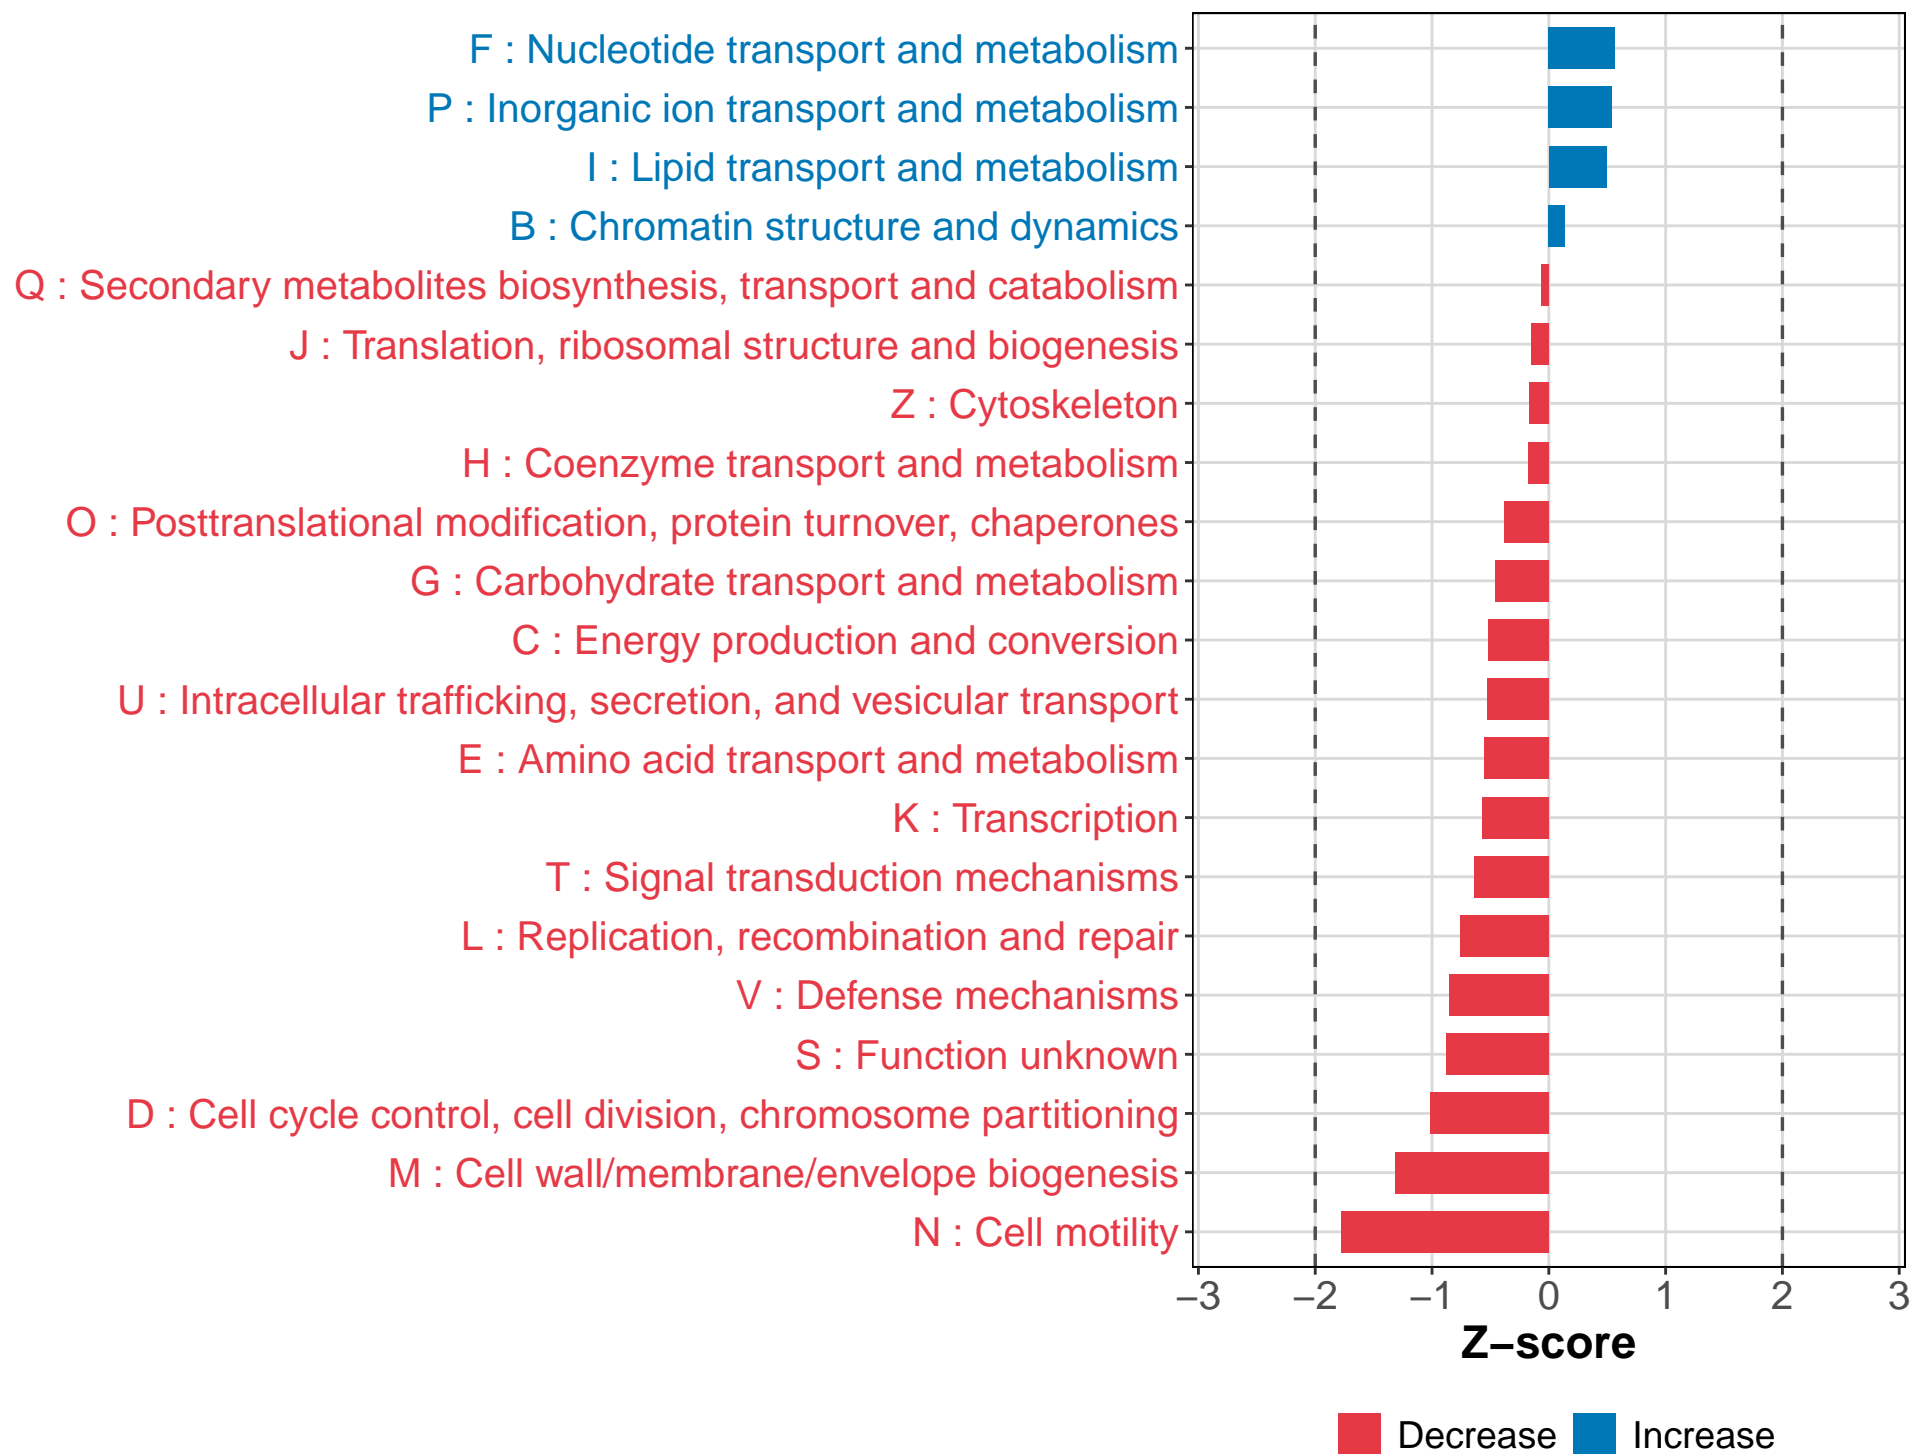 F : Nucleotide transport and metabolism
P : Inorganic ion transport and metabolism
I : Lipid transport and metabolism
B : Chromatin structure and dynamics
Q : Secondary metabolites biosynthesis, transport and catabolism
J : Translation, ribosomal structure and biogenesis
Z : Cytoskeleton
H : Coenzyme transport and metabolism
O : Posttranslational modification, protein turnover, chaperones
G : Carbohydrate transport and metabolism
C : Energy production and conversion
U : Intracellular trafficking, secretion, and vesicular transport
E : Amino acid transport and metabolism
K : Transcription
T : Signal transduction mechanisms
L : Replication, recombination and repair
V : Defense mechanisms
S : Function unknown
D : Cell cycle control, cell division, chromosome partitioning
M : Cell wall/membrane/envelope biogenesis
N : Cell motility
−3 −2 −1 0 1 2 3
Z−score
Decrease Increase